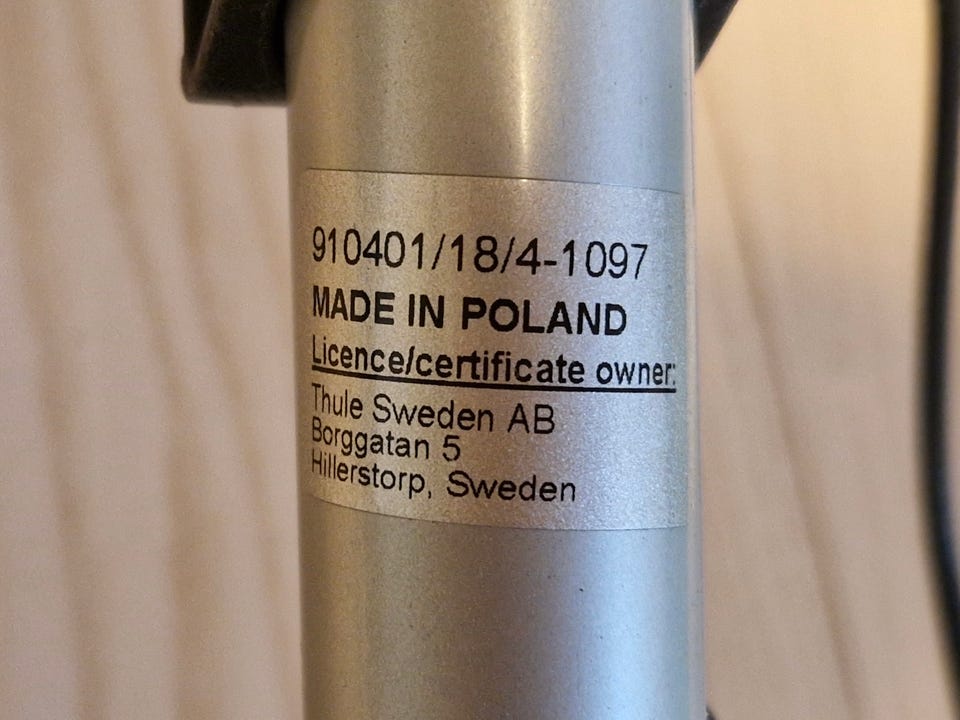 910401/18/4-1097
MADE IN POLAND
Licence/certificate owner:
Thule Sweden AB
Borggatan 5
Hillerstorp, Sweden